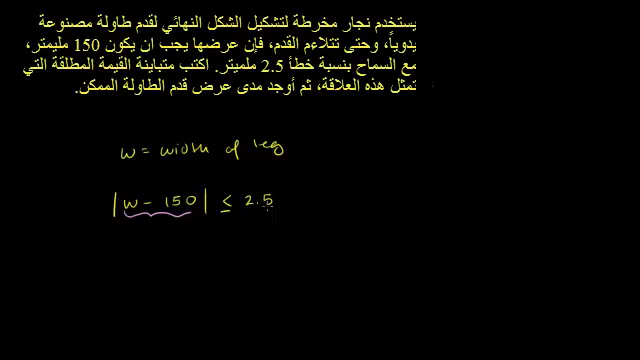 يستخدم نجار مخرطة لتشكيل الشكل النهائي لقدم طاولة مصنوعة
يدوياً، وحتى تتلاءم القدم، فإن عرضها يجب ان يكون 150 مليمتر،
مع السماح بنسبة خطأ 2.5 ملميتر. اكتب متباينة القيمة المطلقة التي
تمثل هذه العلاقة، ثم أوجد مدى عرض قدم الطاولة الممكن.
w = width of leg
|w - 150| ≤ 2.5